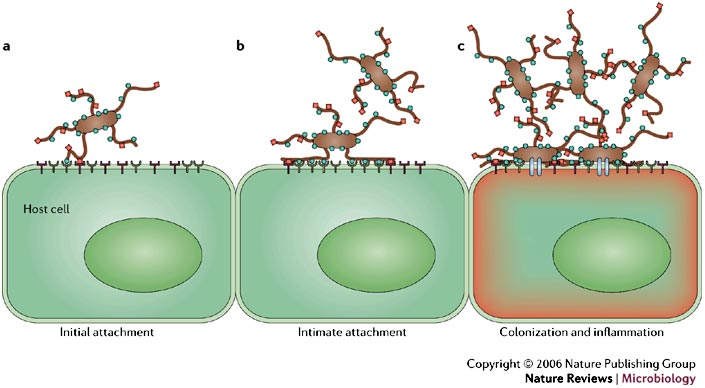 a
b
c
Host cell
Initial attachment
Intimate attachment
Colonization and inflammation
Copyright © 2006 Nature Publishing Group
Nature Reviews | Microbiology